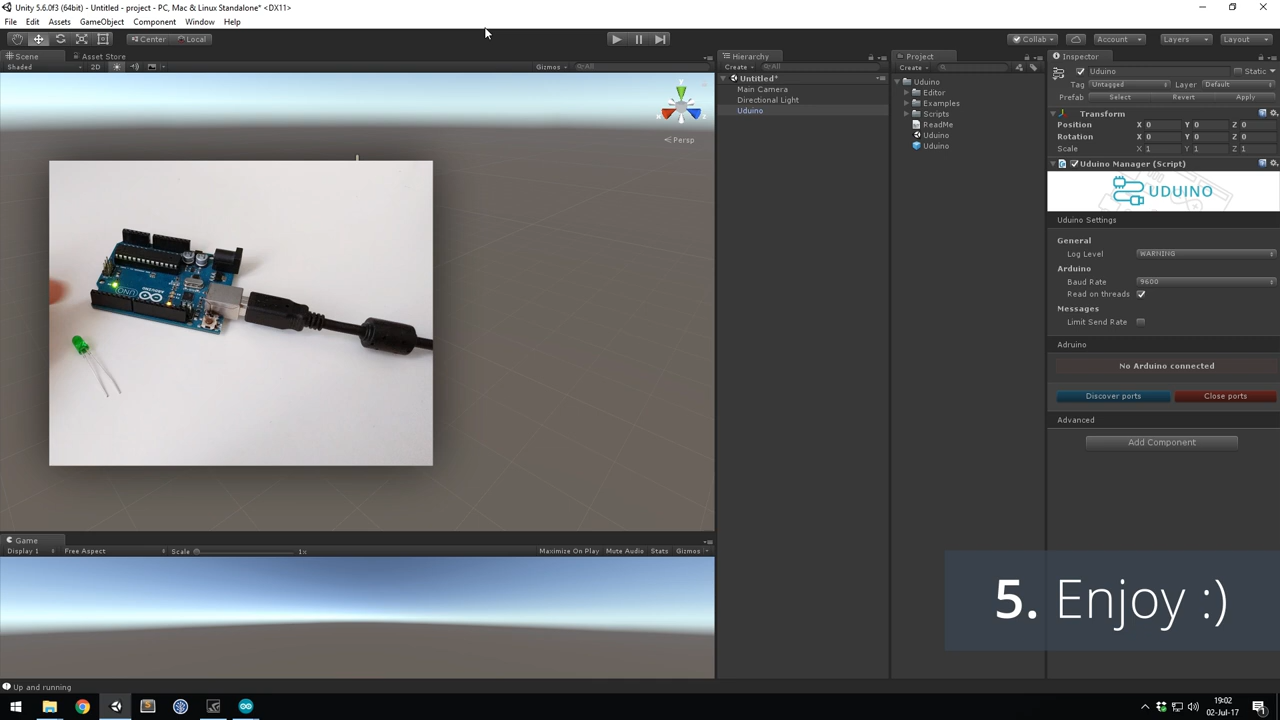 Unity 5.6.0f3 (64bit) - Untitled - project - PC, Mac & Linux Standalone* <DX11>
File Edit Assets GameObject Component Window Help
Center Local
Collab Account Layers Layout
Scene Asset Store
Shaded 2D Gizmos All
Persp
y
x
z
UNO
ARDUINO
Game
Display 1 Free Aspect Scale 1x Maximize On Play Mute Audio Stats Gizmos
Hierarchy
Create All
Untitled*
Main Camera
Directional Light
Uduino
Project
Create
Uduino
Editor
Examples
Scripts
ReadMe
Uduino
Uduino
Inspector
Uduino Static
Tag Untagged Layer Default
Prefab Select Revert Apply
Transform
Position X 0 Y 0 Z 0
Rotation X 0 Y 0 Z 0
Scale X 1 Y 1 Z 1
Uduino Manager (Script)
UDUINO
Uduino Settings
General
Log Level WARNING
Arduino
Baud Rate 9600
Read on threads
Messages
Limit Send Rate
Adruino
No Arduino connected
Discover ports Close ports
Advanced
Add Component
5. Enjoy :)
Up and running
19:02
02-Jul-17
1